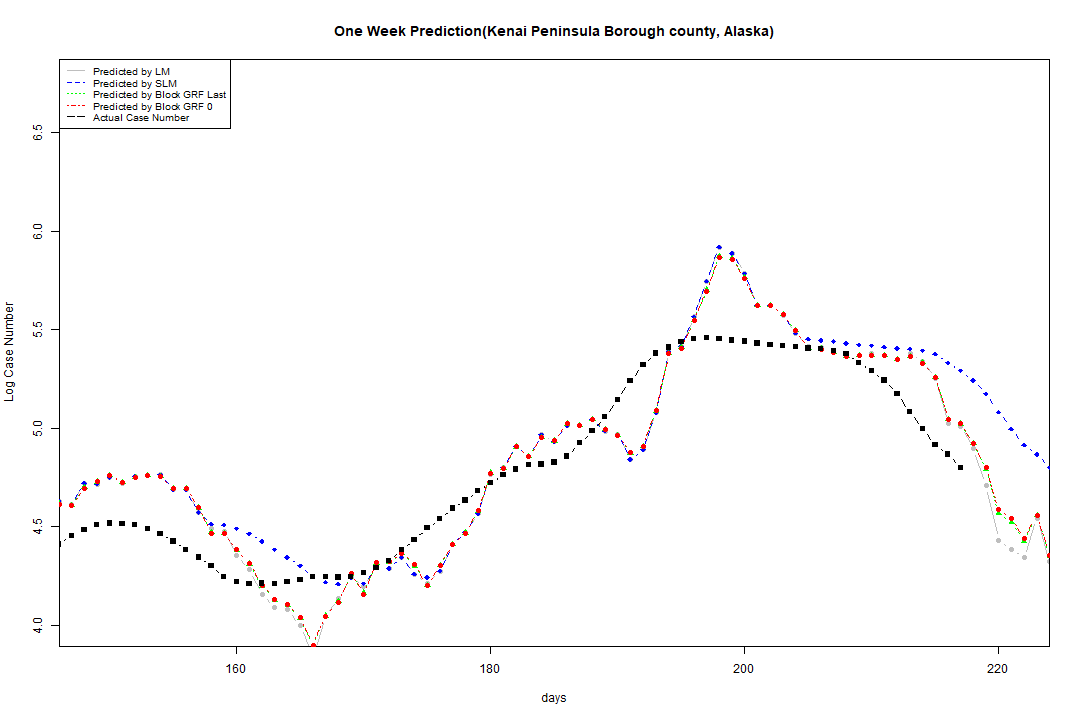 One Week Prediction(Kenai Peninsula Borough county, Alaska)
Predicted by LM
Predicted by SLM
Predicted by Block GRF Last
Predicted by Block GRF 0
Actual Case Number
Log Case Number
6.5
6.0
5.5
5.0
4.5
4.0
160 180 200 220
days